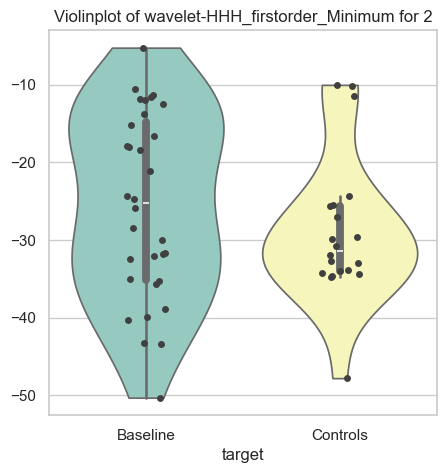 Violinplot of wavelet-HHH_firstorder_Minimum for 2
−10
−20
−30
−40
−50
Baseline
Controls
target